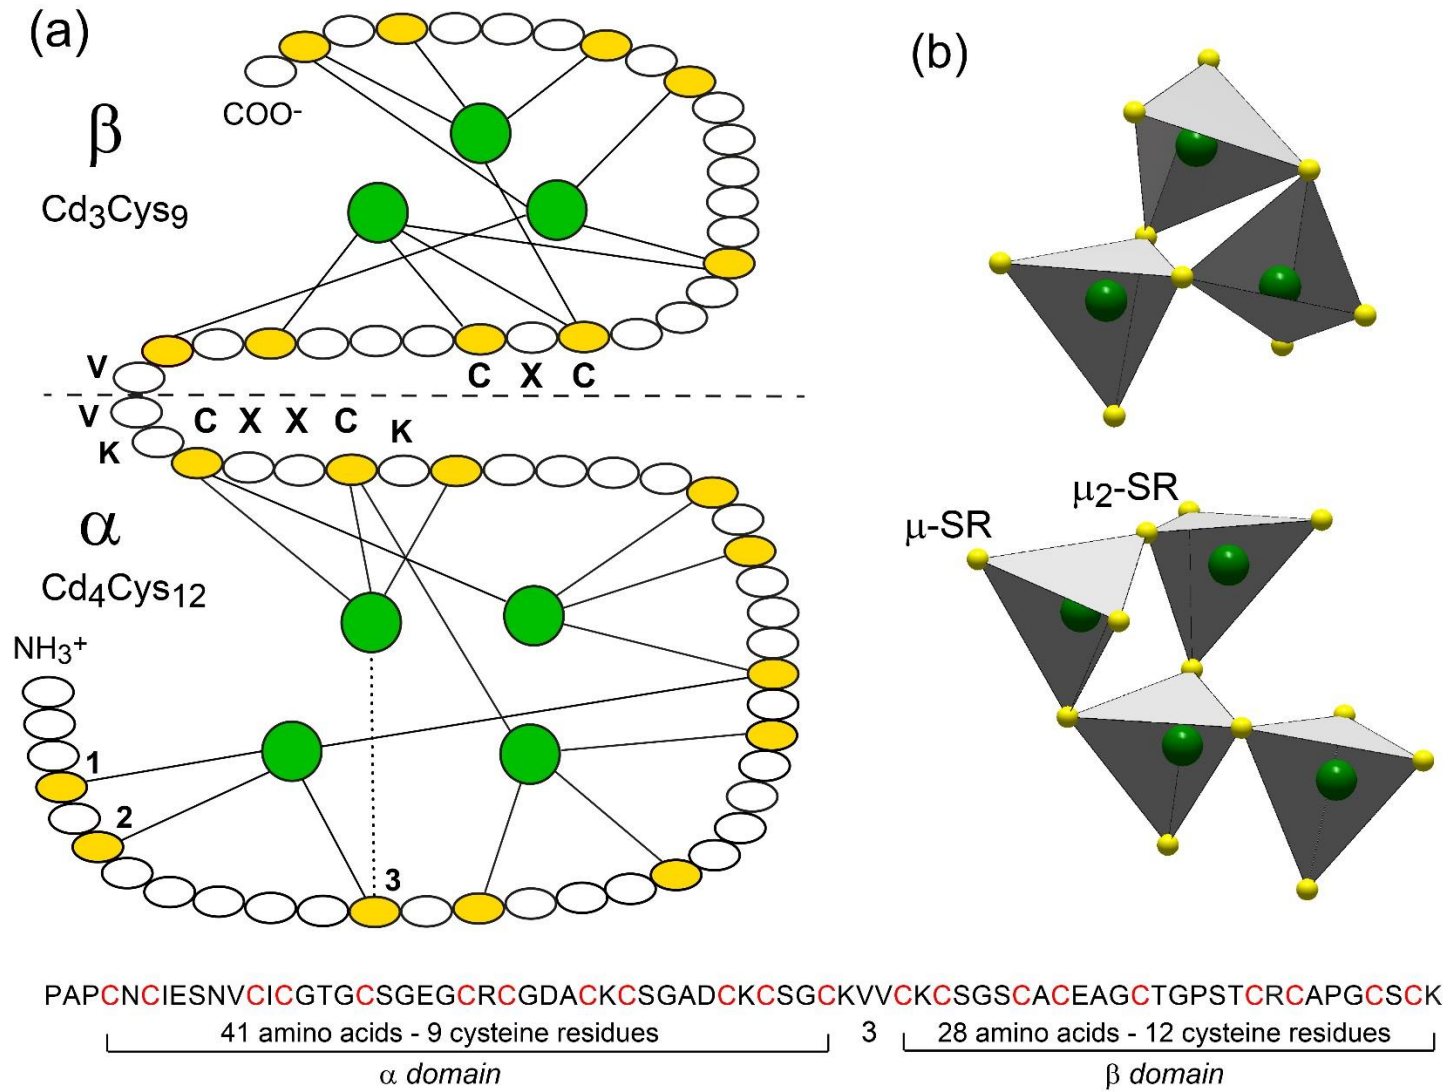 (a)
β
COO⁻
Cd₃Cys₉
V
C X C
V
K
C X X C K
α
Cd₄Cys₁₂
NH₃⁺
1
2
3
(b)
μ-SR
μ₂-SR
PAPCNCIESNVCICGTGCSGEGCRCGDACKCSGADCKCSGCKVVCKCSGSCACEAGCTGPSTCRCAPGCSCK
41 amino acids - 9 cysteine residues
3
28 amino acids - 12 cysteine residues
α domain
β domain